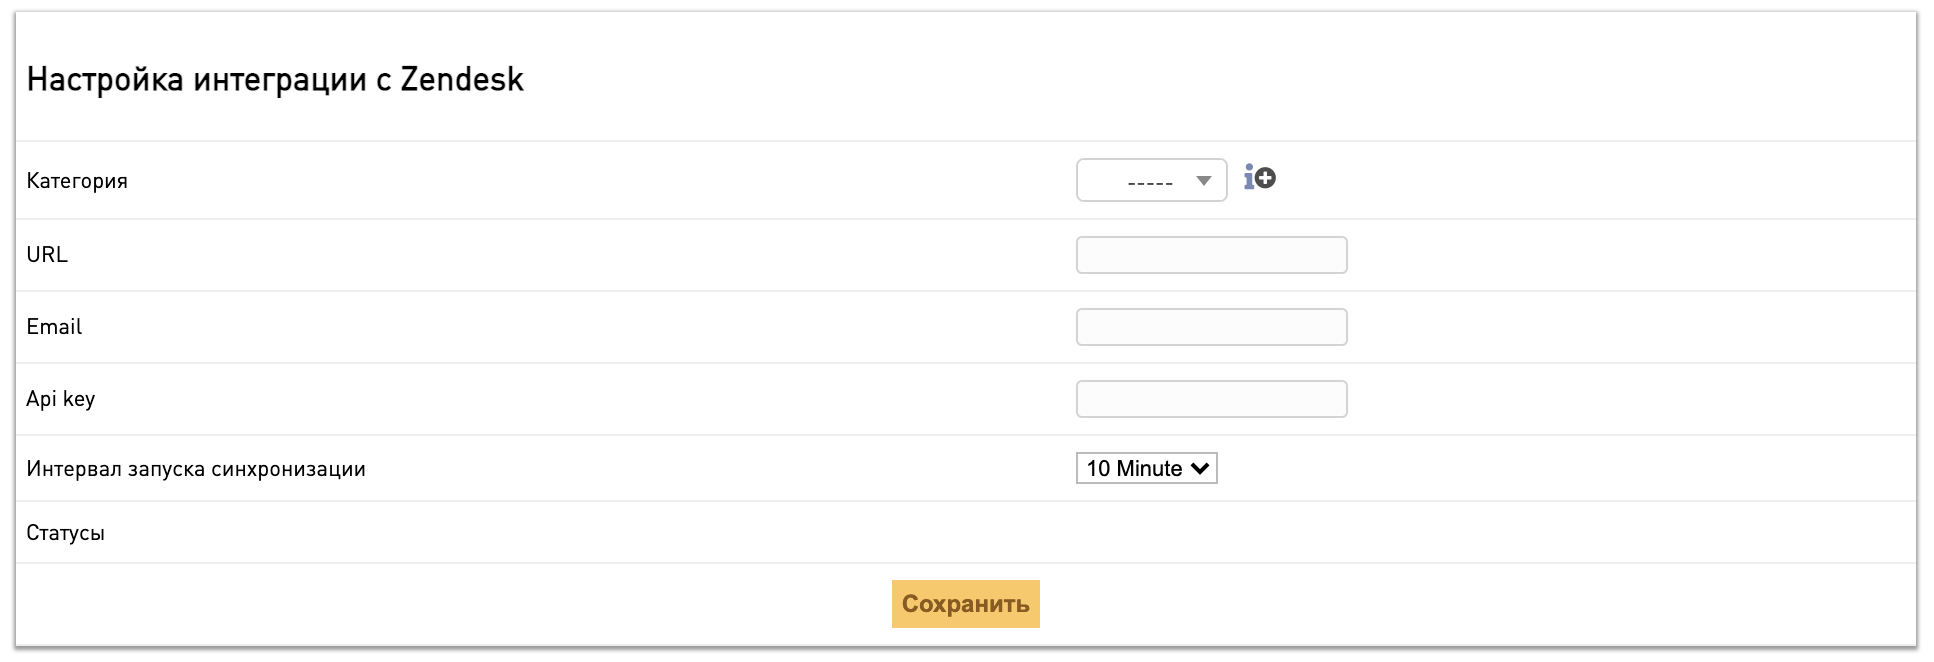 Настройка интеграции с Zendesk
Категория -----
URL
Email
Api key
Интервал запуска синхронизации 10 Minute
Статусы
Сохранить